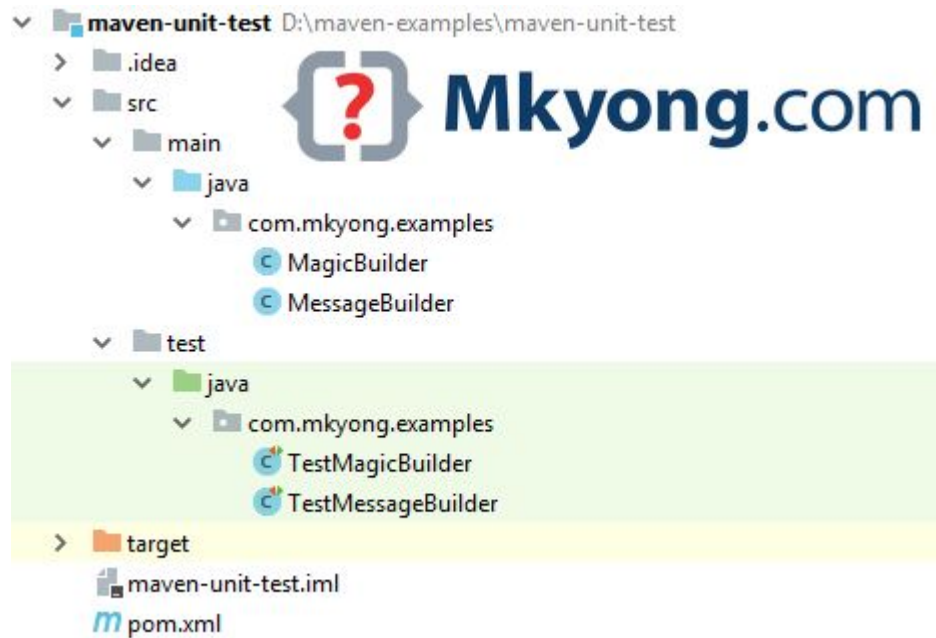 maven-unit-test D:\maven-examples\maven-unit-test
.idea
src
{?} Mkyong.com
main
java
com.mkyong.examples
C MagicBuilder
C MessageBuilder
test
java
com.mkyong.examples
C TestMagicBuilder
C TestMessageBuilder
target
maven-unit-test.iml
m pom.xml